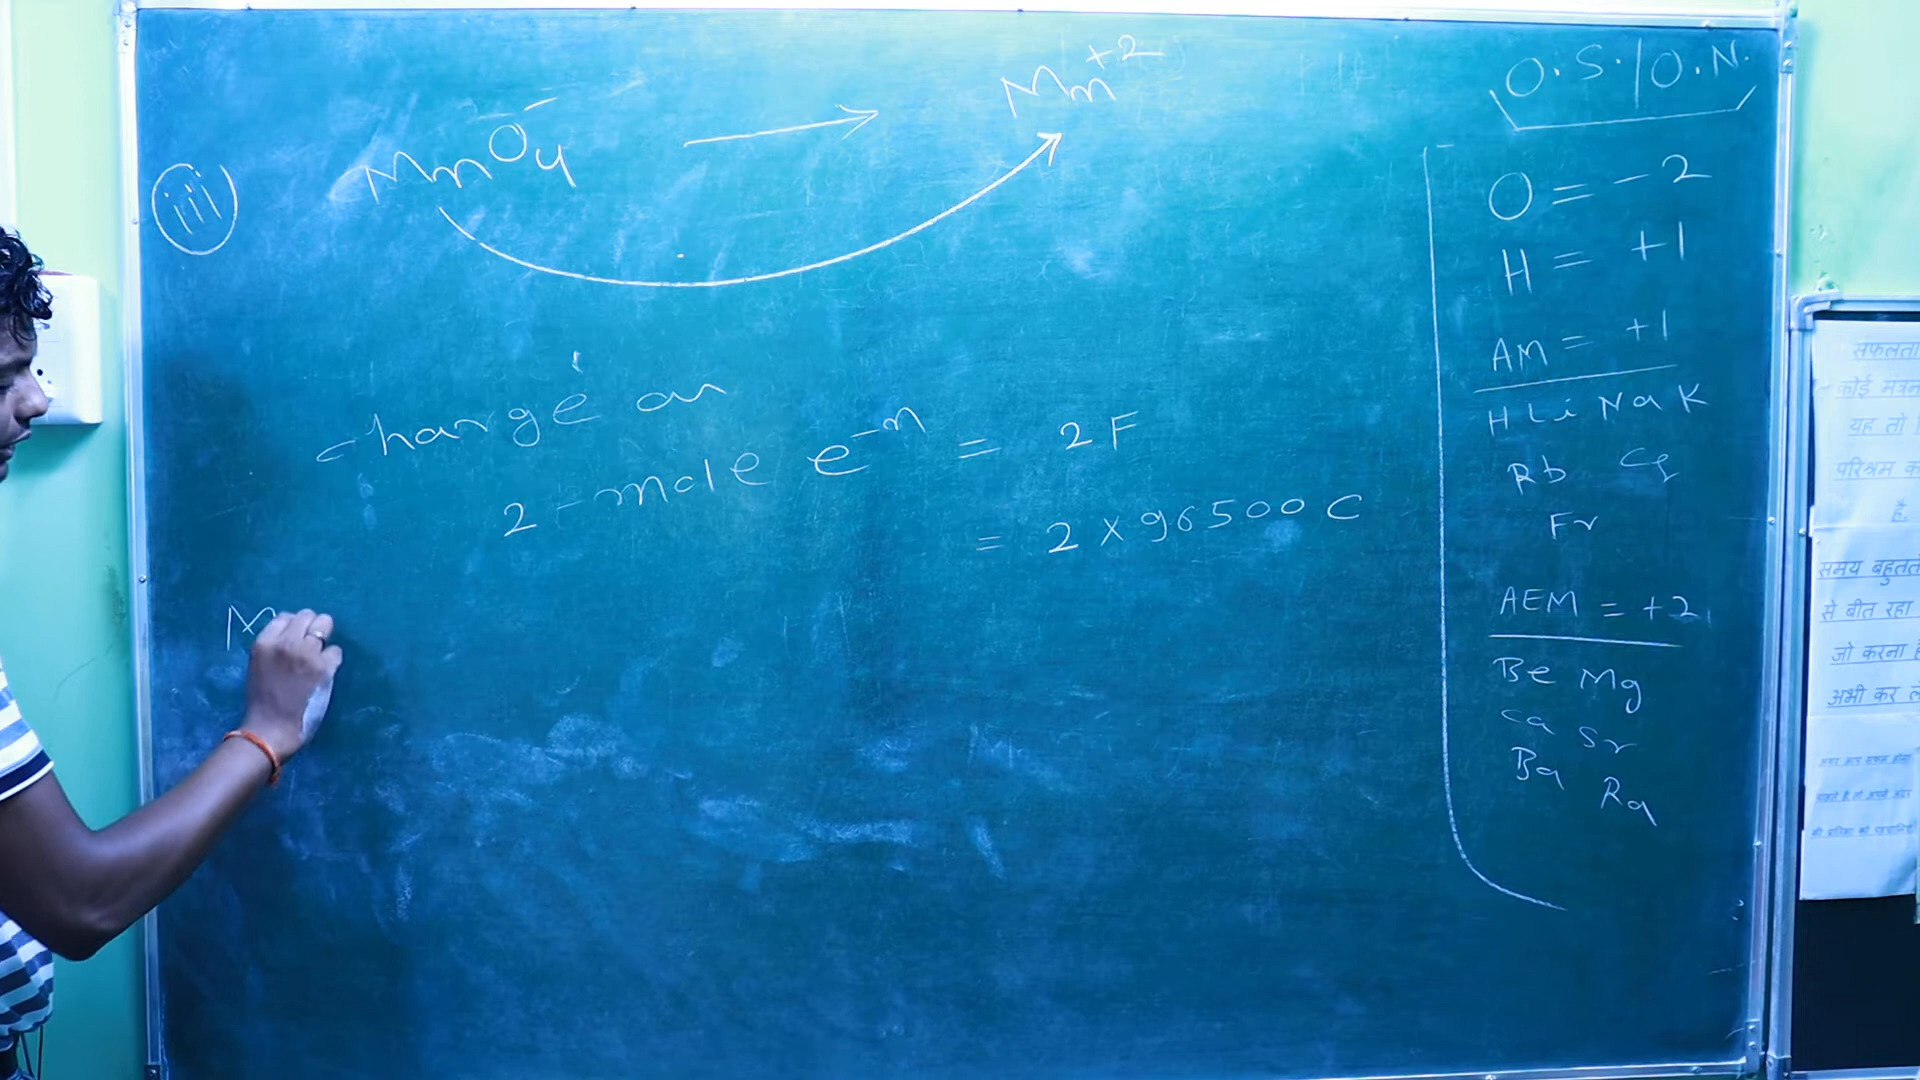 (iii) MnO4⁻ → Mn⁺²
charge on
2-mole e⁻ⁿ = 2F
= 2 × 96500 C
M
O.S./O.N.
O = -2
H = +1
AM = +1
H Li Na K
Rb Cs
Fr
AEM = +2
Be Mg
Ca Sr
Ba Ra
सफलता
कोई मंत्र
यह तो
परिश्रम क
है.
समय बहुत
से बीत रहा
जो करना ह
अभी कर ल